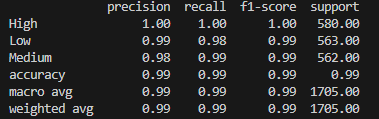 precision recall f1-score support
High 1.00 1.00 1.00 580.00
Low 0.99 0.98 0.99 563.00
Medium 0.98 0.99 0.99 562.00
accuracy 0.99 0.99 0.99 0.99
macro avg 0.99 0.99 0.99 1705.00
weighted avg 0.99 0.99 0.99 1705.00